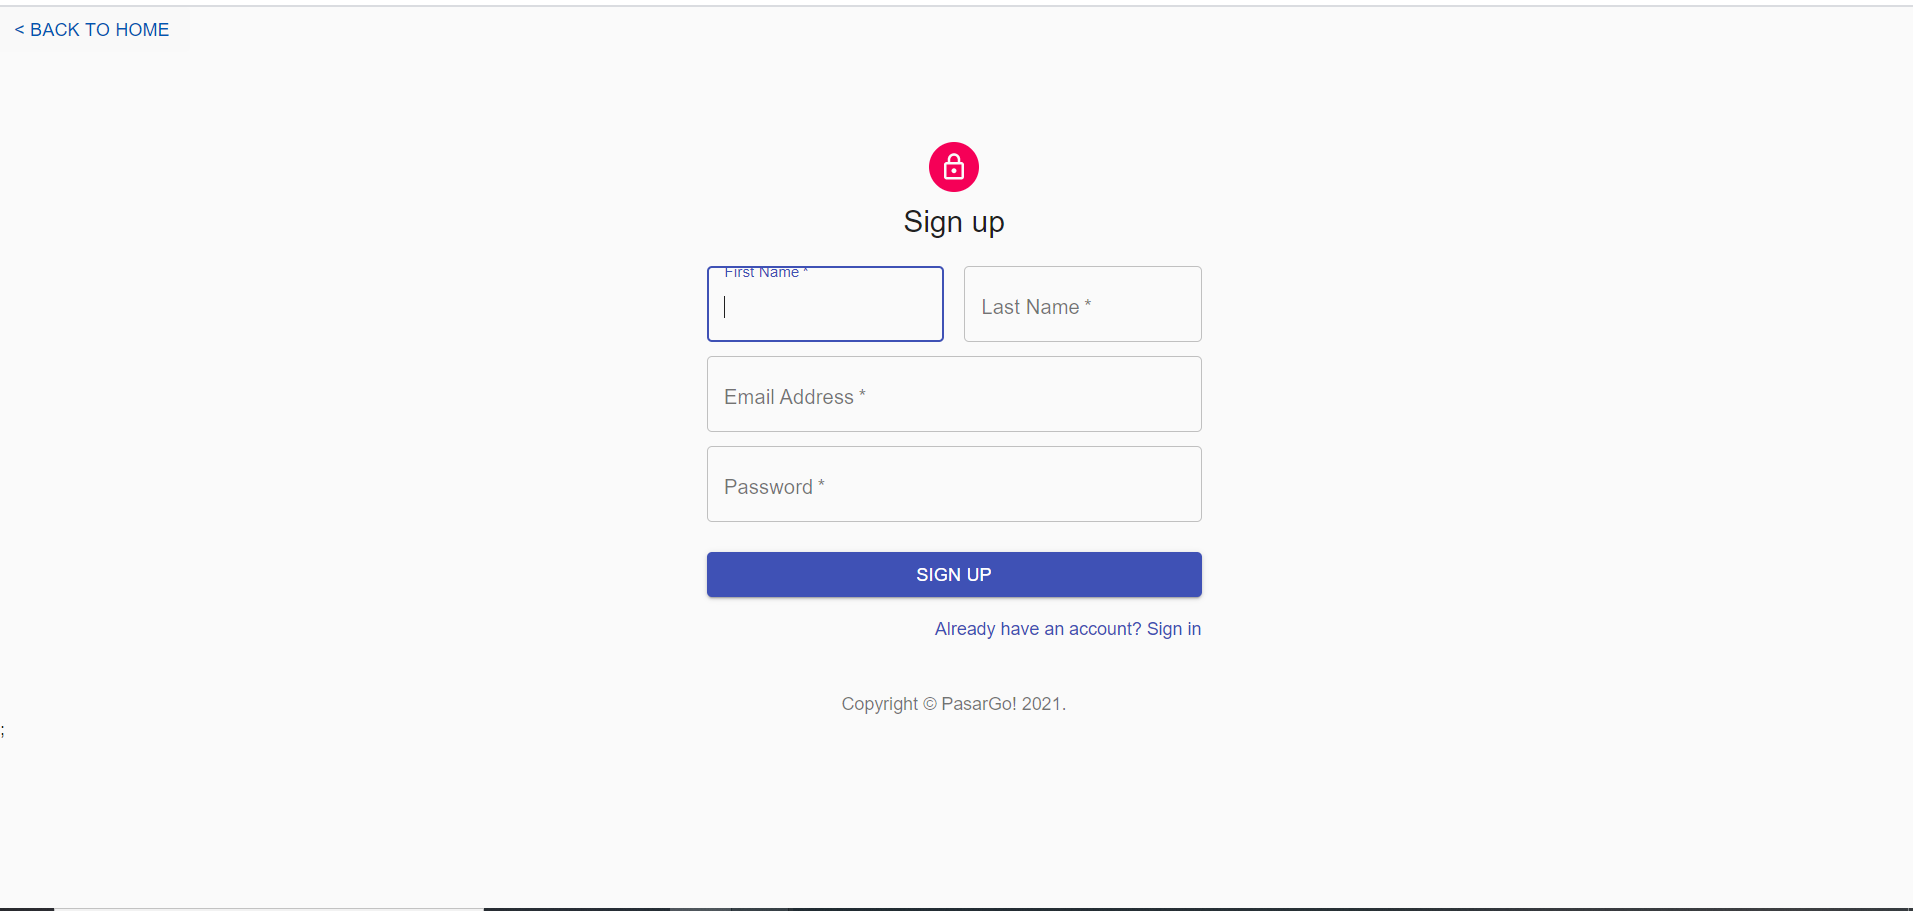 < BACK TO HOME
Sign up
First Name *
Last Name *
Email Address *
Password *
SIGN UP
Already have an account? Sign in
Copyright © PasarGo! 2021.
;